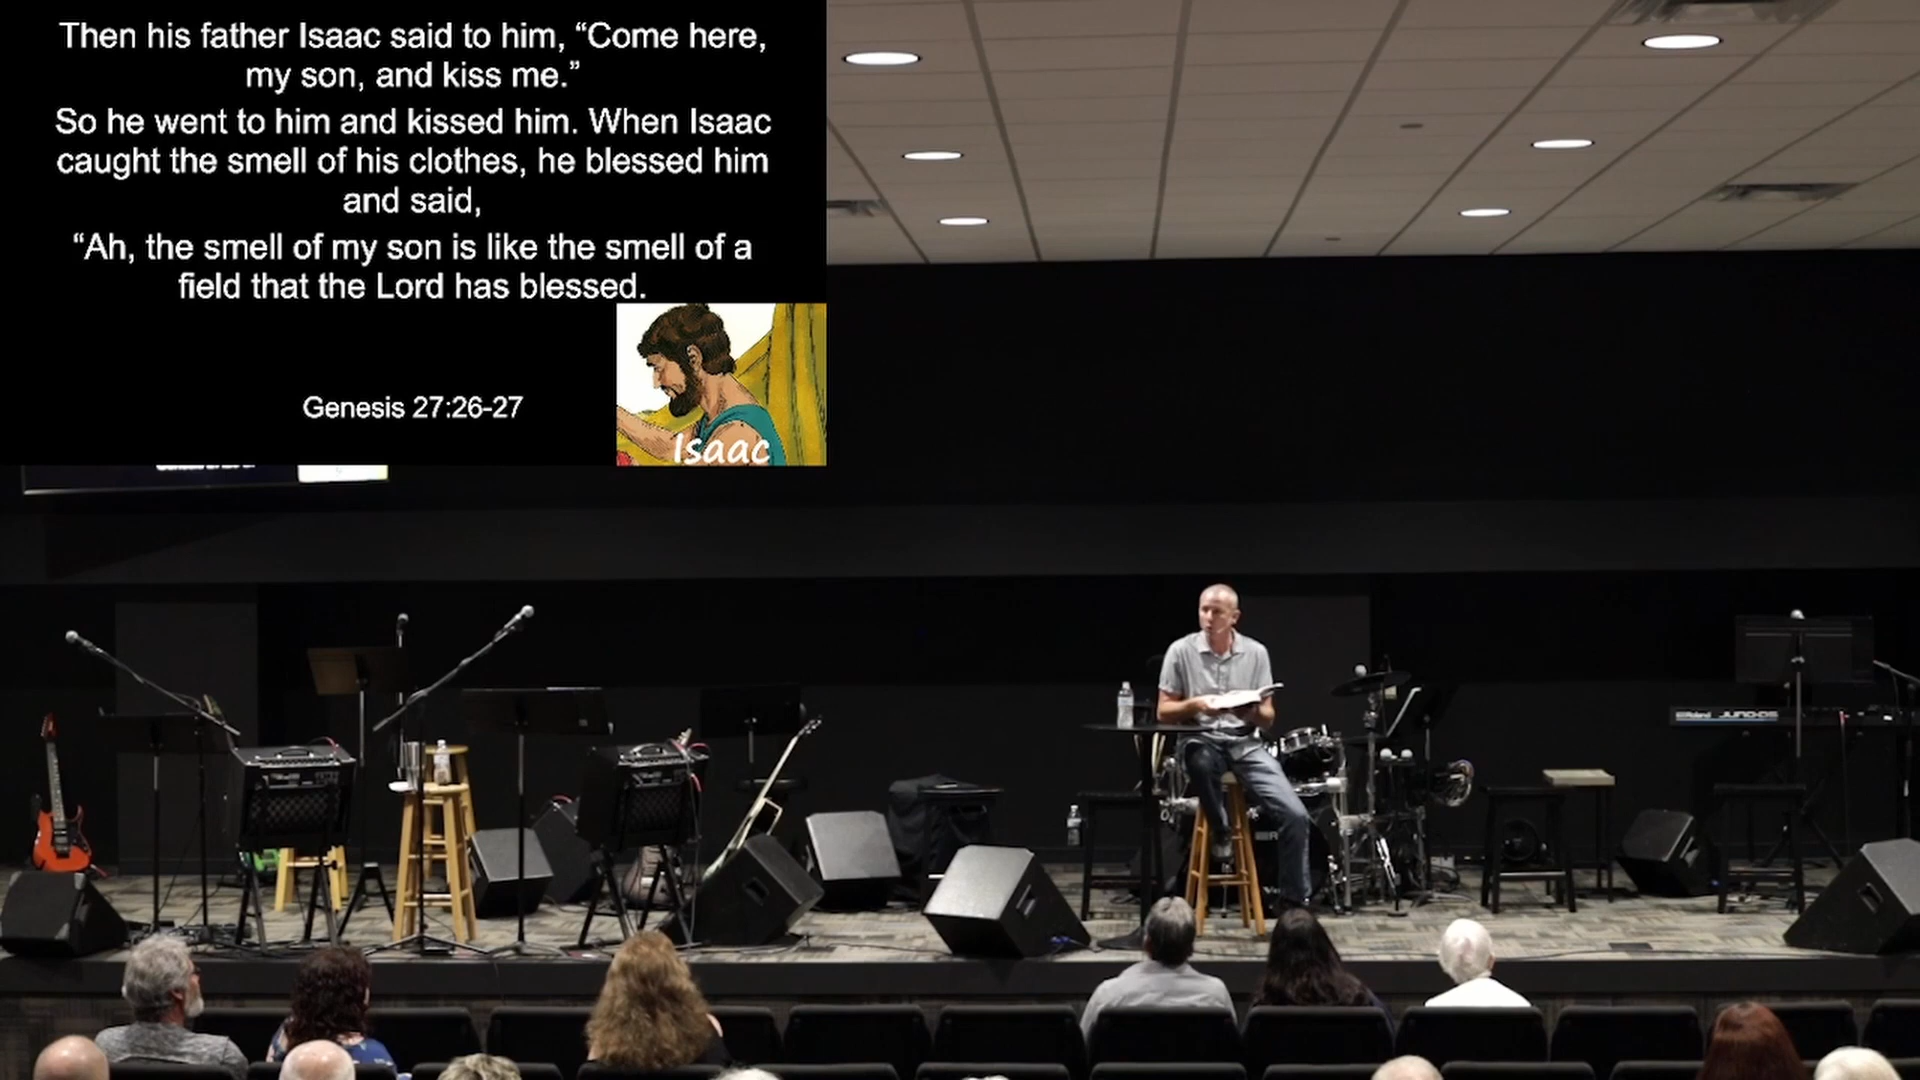 Then his father Isaac said to him, “Come here,
my son, and kiss me.”
So he went to him and kissed him. When Isaac
caught the smell of his clothes, he blessed him
and said,
“Ah, the smell of my son is like the smell of a
field that the Lord has blessed.
Genesis 27:26-27
Isaac
Roland JUNO-DS